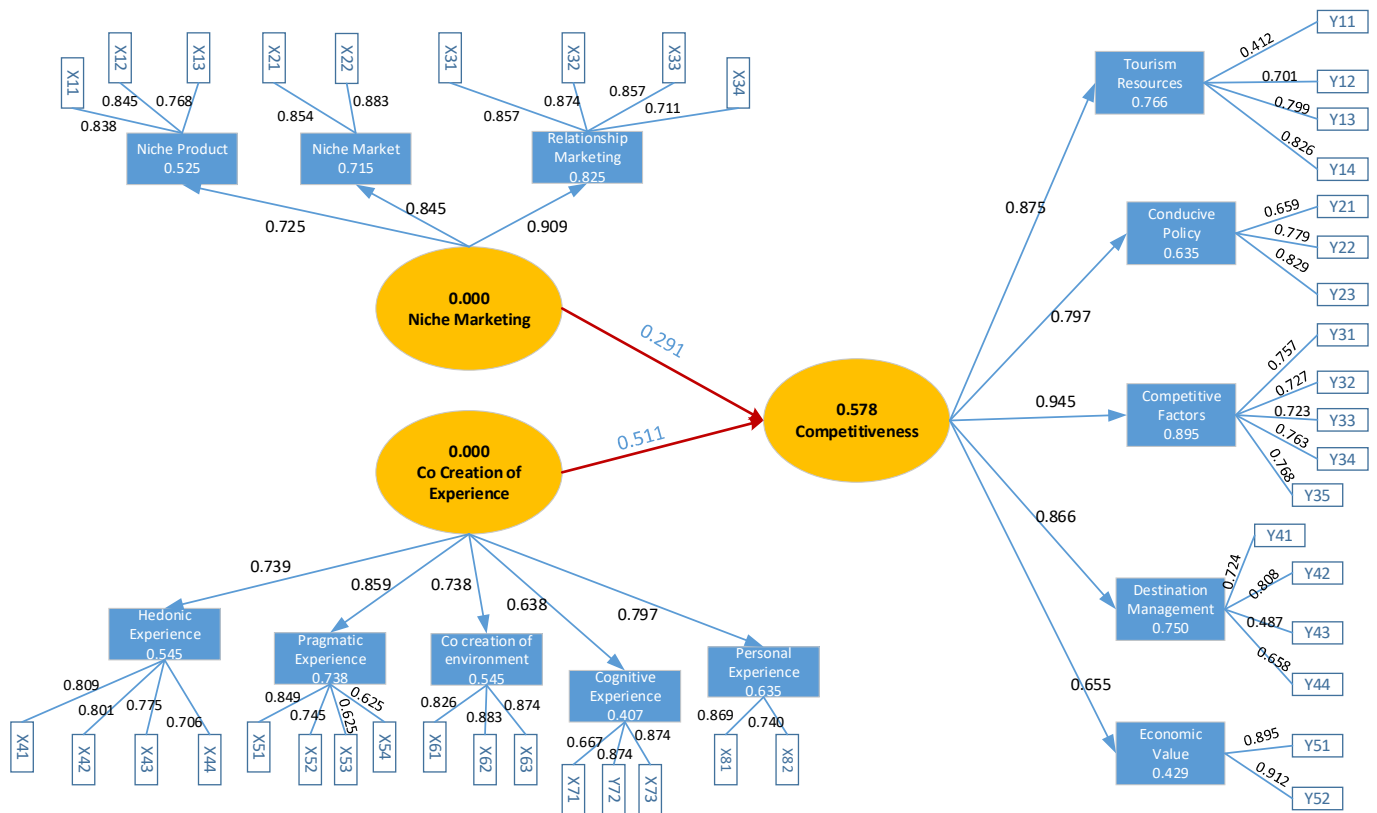 X11
X12
X13
X21
X22
X31
X32
X33
X34
0.838
0.845
0.768
0.854
0.883
0.857
0.874
0.857
0.711
Niche Product
0.525
Niche Market
0.715
Relationship
Marketing
0.825
0.725
0.845
0.909
0.000
Niche Marketing
0.291
0.000
Co Creation of
Experience
0.511
0.578
Competitiveness
0.739
0.859
0.738
0.638
0.797
Hedonic
Experience
0.545
Pragmatic
Experience
0.738
Co creation of
environment
0.545
Cognitive
Experience
0.407
Personal
Experience
0.635
0.809
0.801
0.775
0.706
0.849
0.745
0.625
0.625
0.826
0.883
0.874
0.667
0.874
0.874
0.869
0.740
X41
X42
X43
X44
X51
X52
X53
X54
X61
X62
X63
X71
Y72
X73
X81
X82
0.875
0.797
0.945
0.866
0.655
Tourism
Resources
0.766
0.412
0.701
0.799
0.826
Y11
Y12
Y13
Y14
Conducive
Policy
0.635
0.659
0.779
0.829
Y21
Y22
Y23
Competitive
Factors
0.895
0.757
0.727
0.723
0.763
0.768
Y31
Y32
Y33
Y34
Y35
Destination
Management
0.750
0.724
0.808
0.487
0.658
Y41
Y42
Y43
Y44
Economic
Value
0.429
0.895
0.912
Y51
Y52